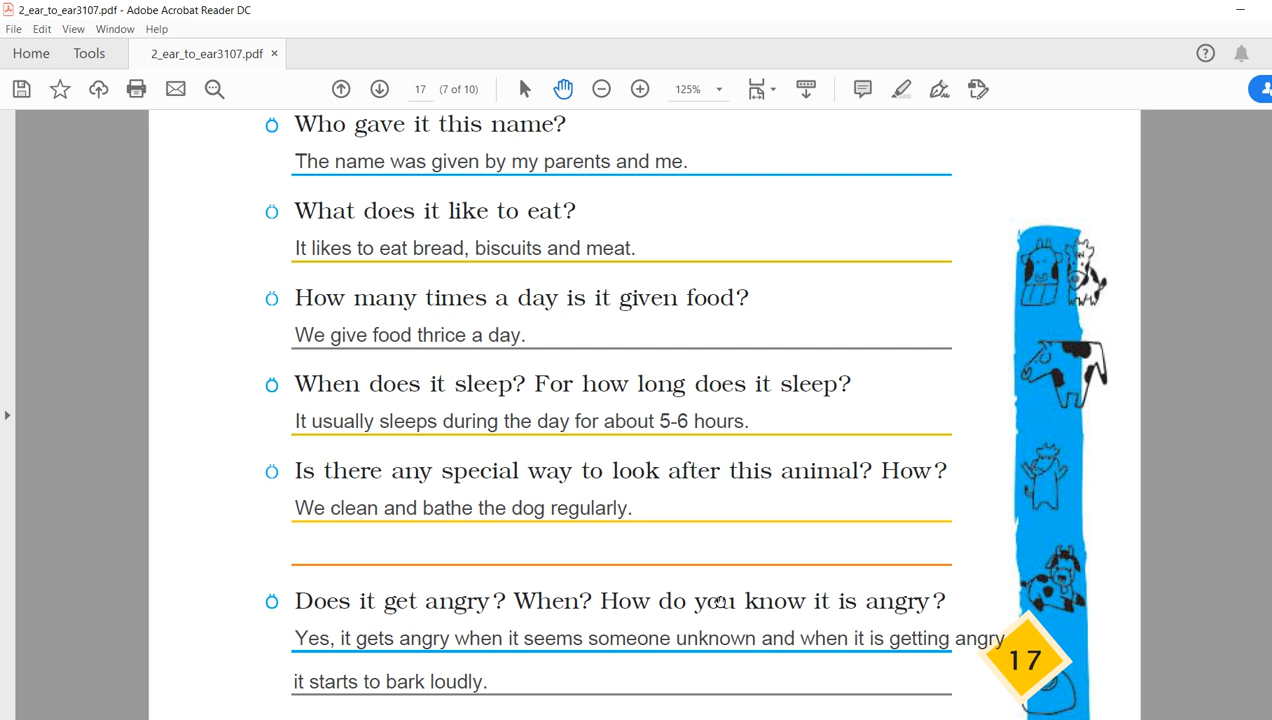 2_ear_to_ear3107.pdf - Adobe Acrobat Reader DC
File Edit View Window Help
Home Tools 2_ear_to_ear3107.pdf ×
17 (7 of 10) 125%
Who gave it this name?
The name was given by my parents and me.
What does it like to eat?
It likes to eat bread, biscuits and meat.
How many times a day is it given food?
We give food thrice a day.
When does it sleep? For how long does it sleep?
It usually sleeps during the day for about 5-6 hours.
Is there any special way to look after this animal? How?
We clean and bathe the dog regularly.
Does it get angry? When? How do you know it is angry?
Yes, it gets angry when it seems someone unknown and when it is getting angry
it starts to bark loudly.
17